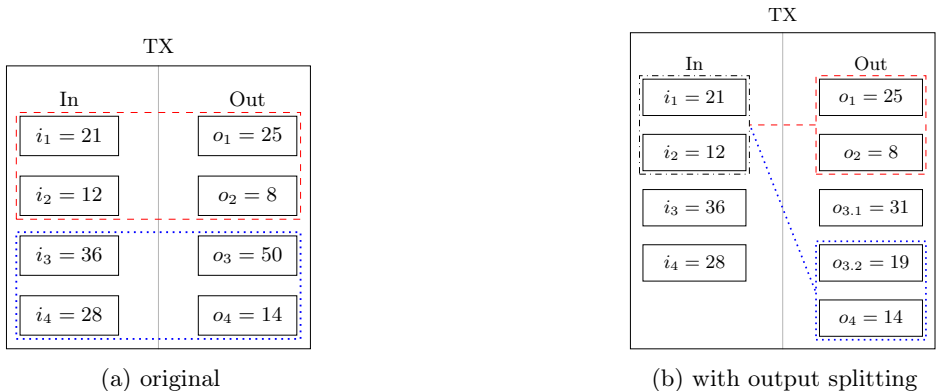 TX
In Out
i₁ = 21 o₁ = 25
i₂ = 12 o₂ = 8
i₃ = 36 o₃ = 50
i₄ = 28 o₄ = 14
(a) original
TX
In Out
i₁ = 21 o₁ = 25
i₂ = 12 o₂ = 8
i₃ = 36 o₃.₁ = 31
i₄ = 28 o₃.₂ = 19
o₄ = 14
(b) with output splitting